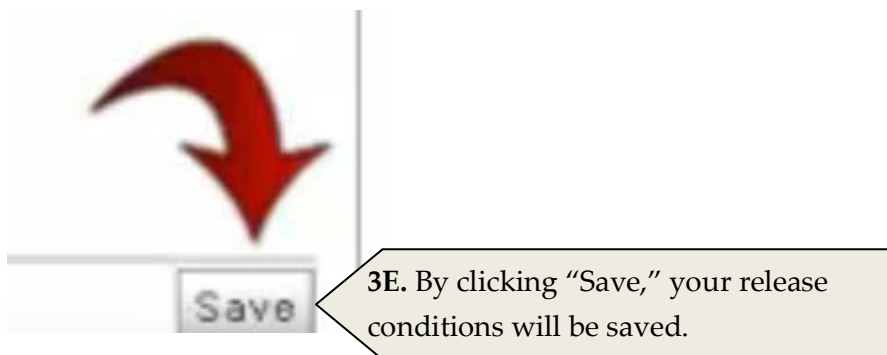 Save
3E. By clicking “Save,” your release
conditions will be saved.